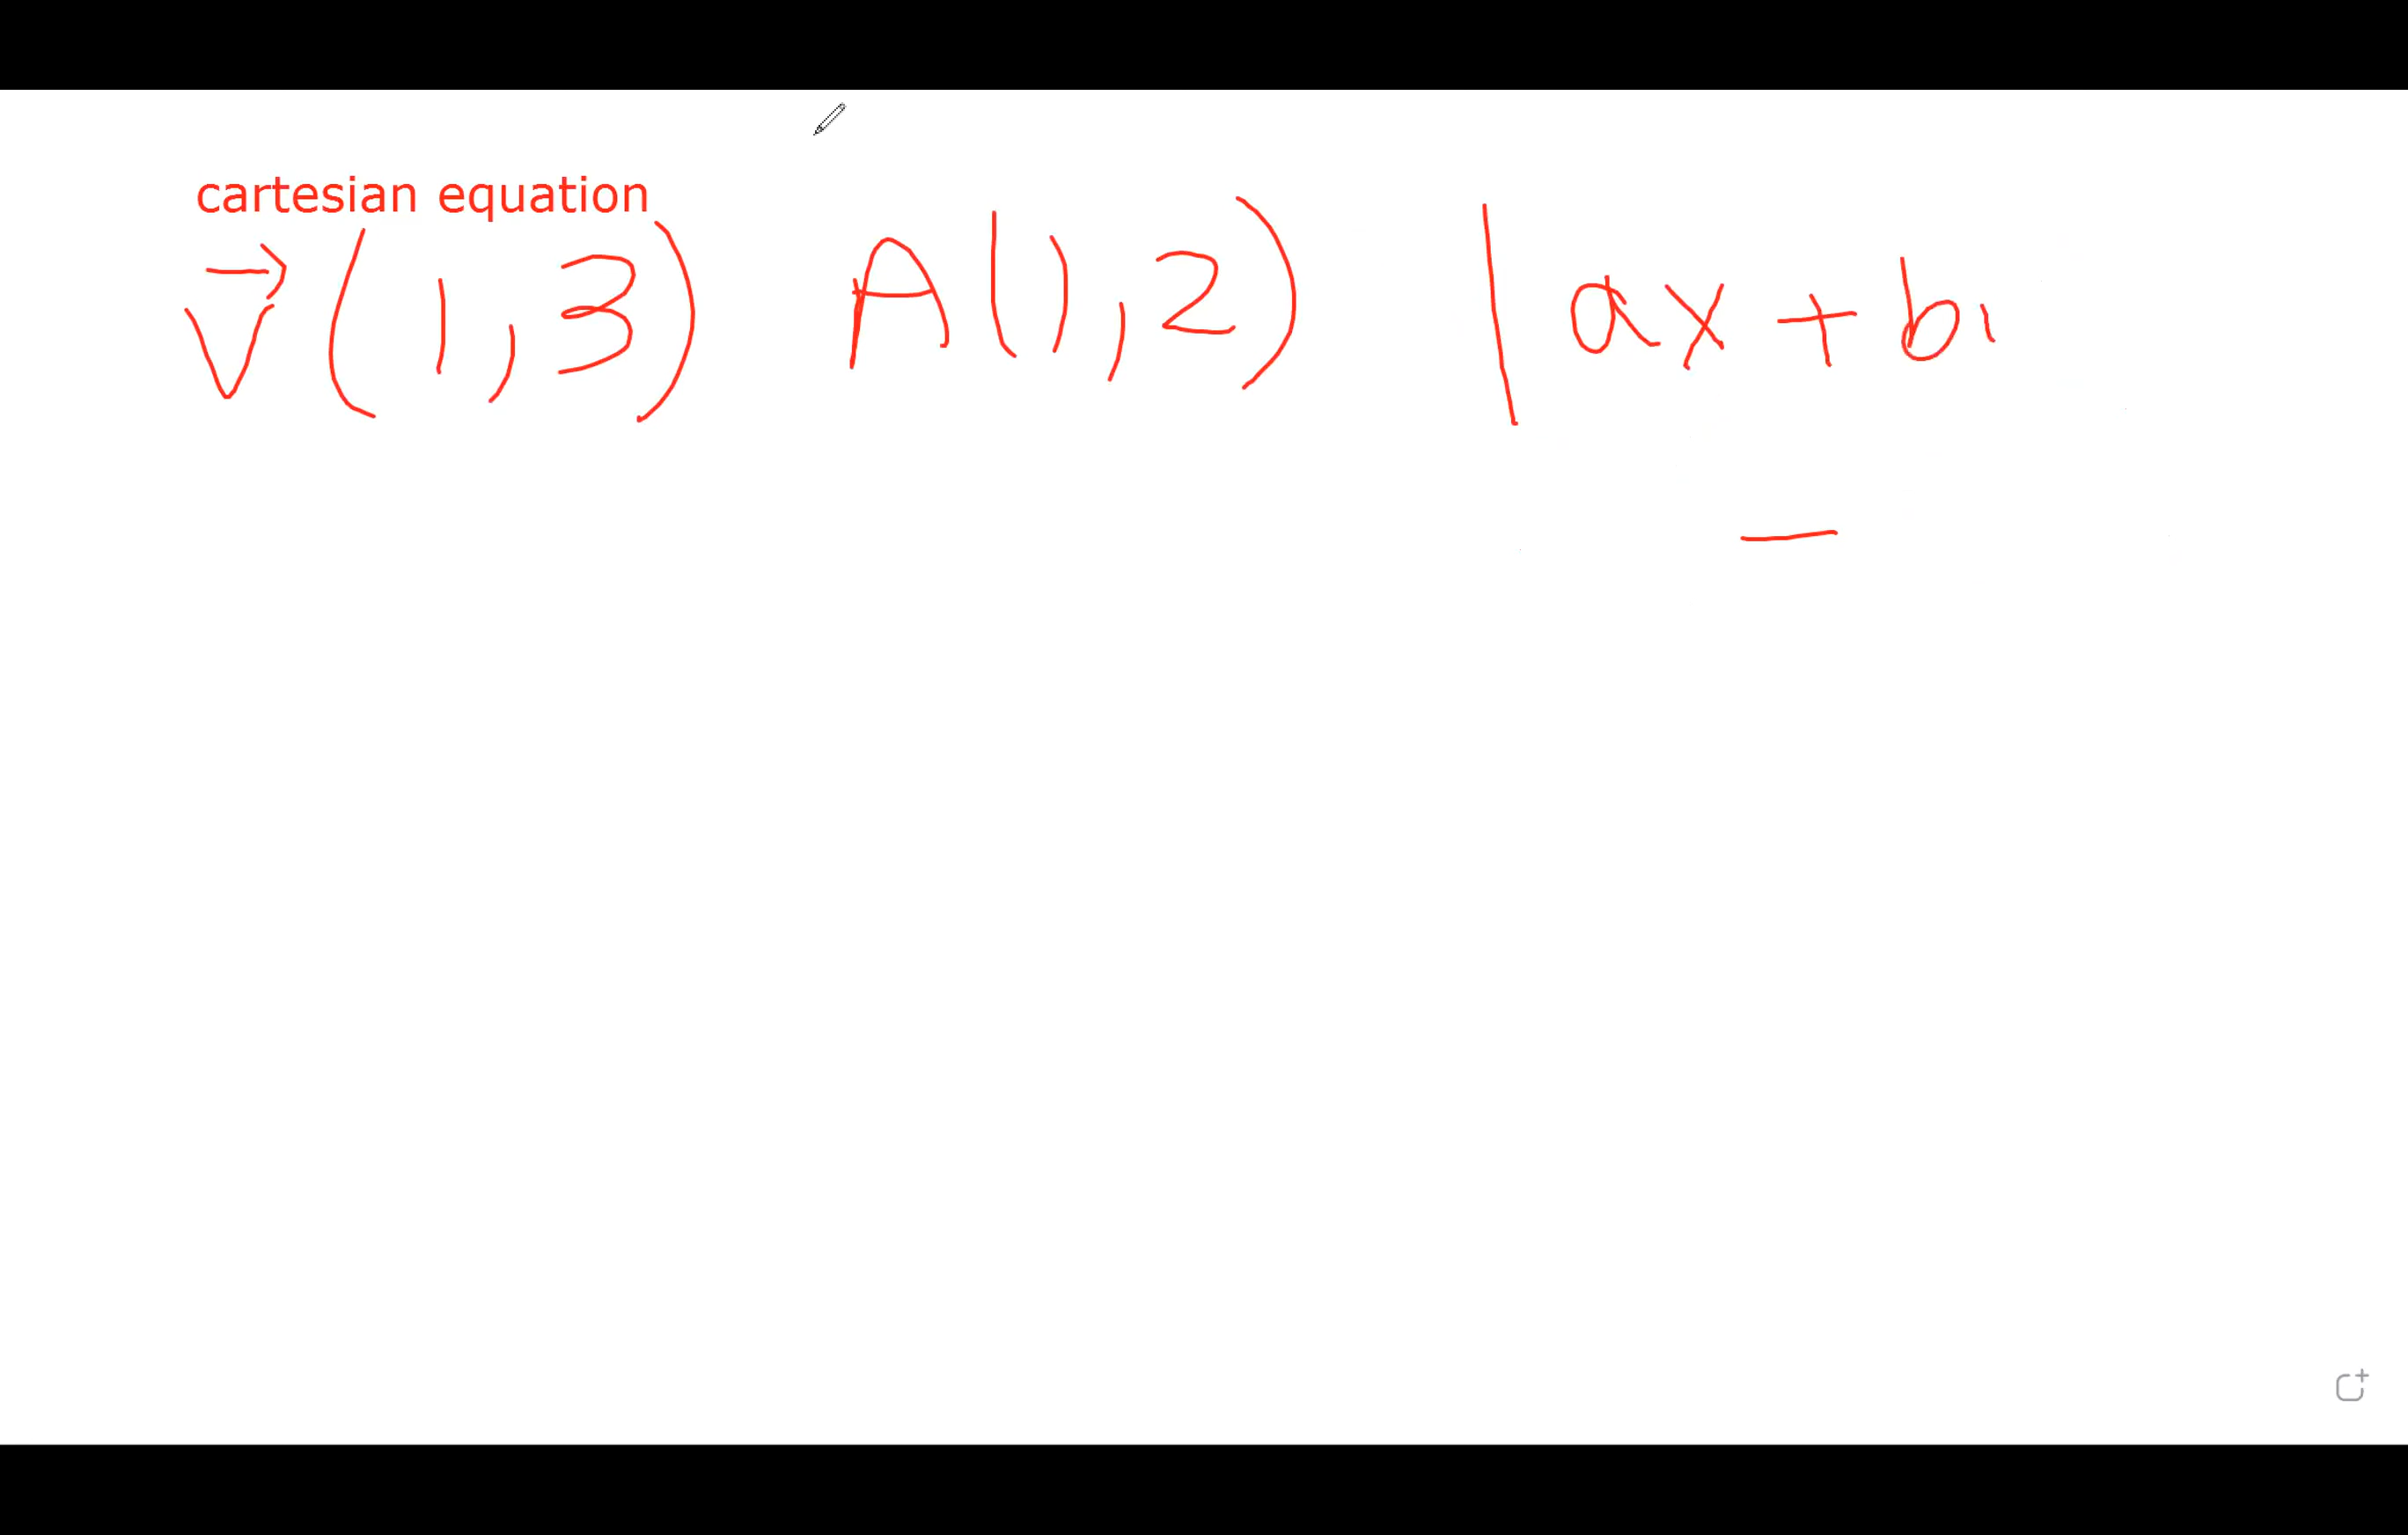 cartesian equation
v⃗ (1,3) A(1,2) | ax + b
—